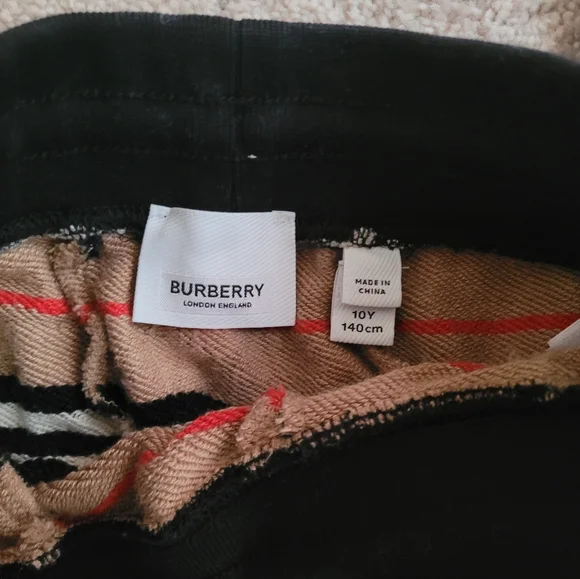 BURBERRY
LONDON ENGLAND
MADE IN
CHINA
10Y
140cm